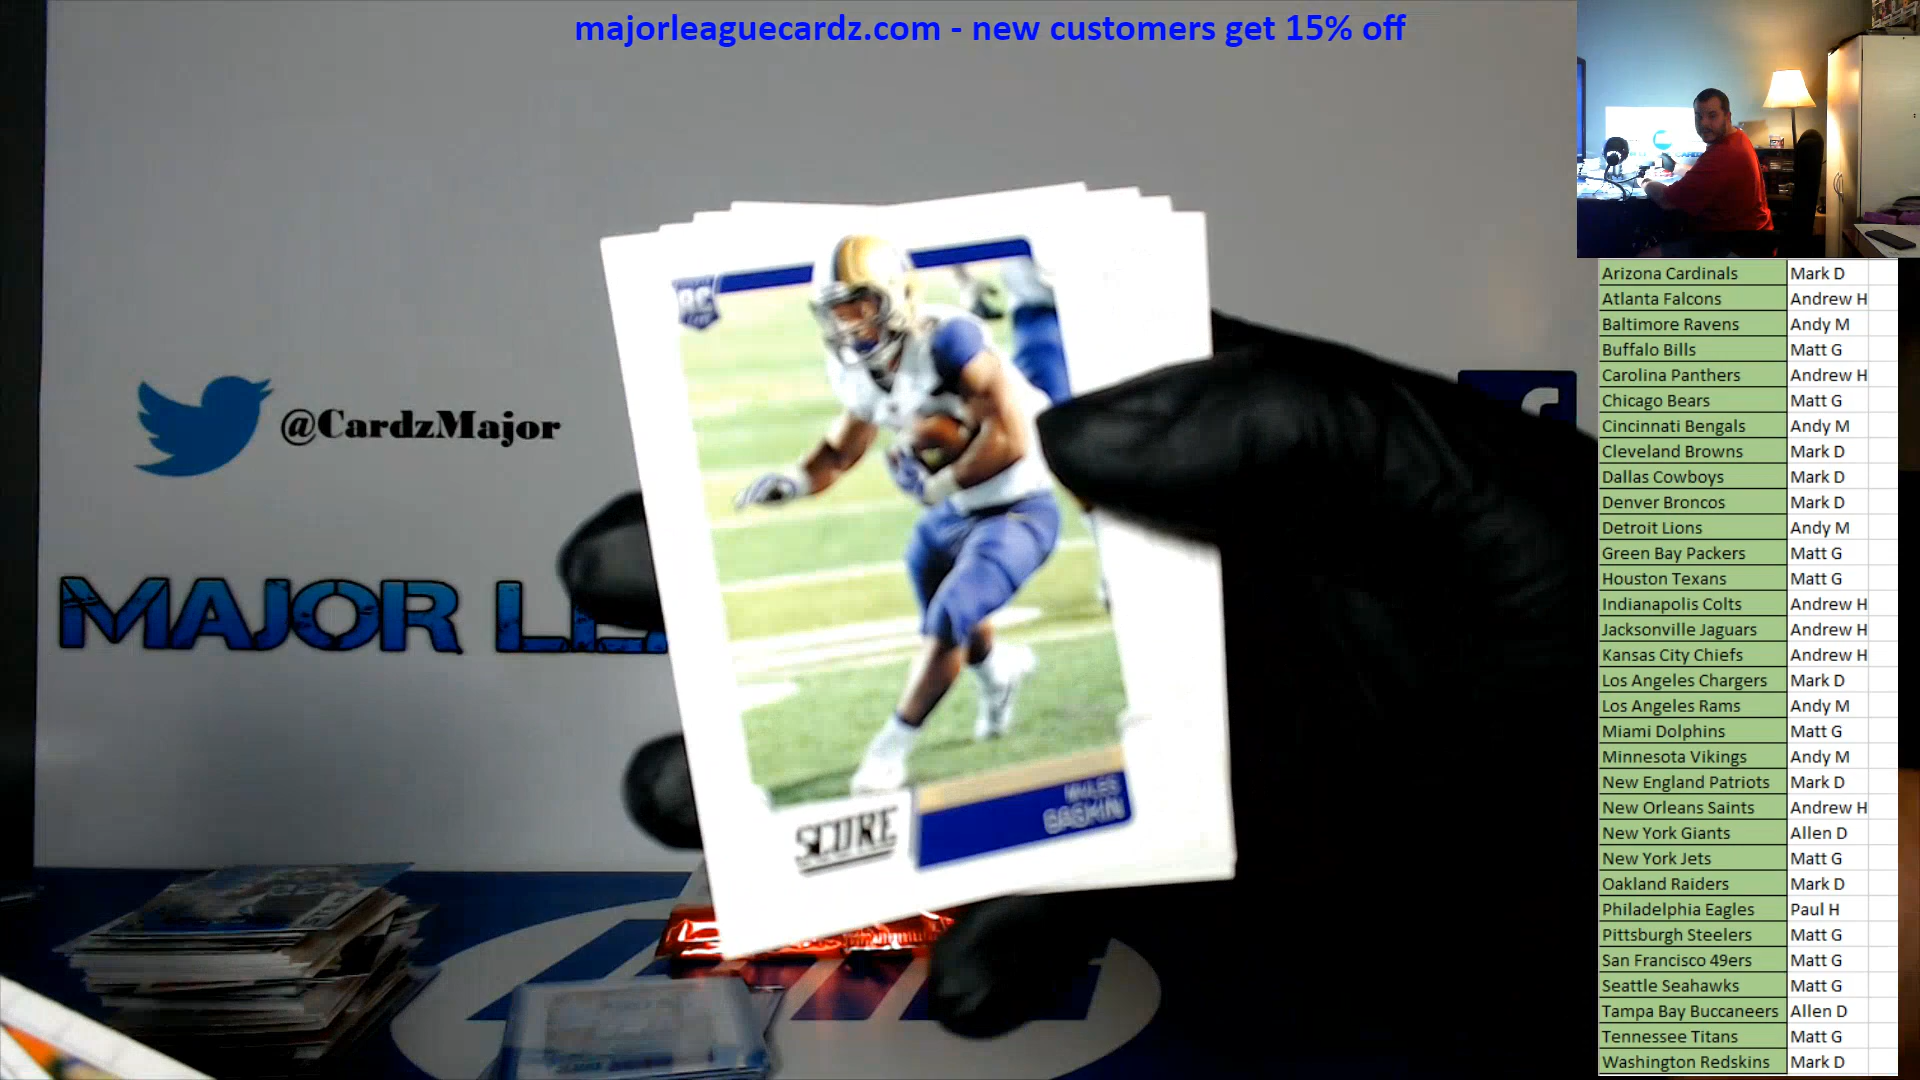 majorleaguecardz.com - new customers get 15% off
@CardzMajor
MAJOR
RC
MYLES
GASKIN
SCORE
Arizona Cardinals Mark D
Atlanta Falcons Andrew H
Baltimore Ravens Andy M
Buffalo Bills Matt G
Carolina Panthers Andrew H
Chicago Bears Matt G
Cincinnati Bengals Andy M
Cleveland Browns Mark D
Dallas Cowboys Mark D
Denver Broncos Mark D
Detroit Lions Andy M
Green Bay Packers Matt G
Houston Texans Matt G
Indianapolis Colts Andrew H
Jacksonville Jaguars Andrew H
Kansas City Chiefs Andrew H
Los Angeles Chargers Mark D
Los Angeles Rams Andy M
Miami Dolphins Matt G
Minnesota Vikings Andy M
New England Patriots Mark D
New Orleans Saints Andrew H
New York Giants Allen D
New York Jets Matt G
Oakland Raiders Mark D
Philadelphia Eagles Paul H
Pittsburgh Steelers Matt G
San Francisco 49ers Matt G
Seattle Seahawks Matt G
Tampa Bay Buccaneers Allen D
Tennessee Titans Matt G
Washington Redskins Mark D